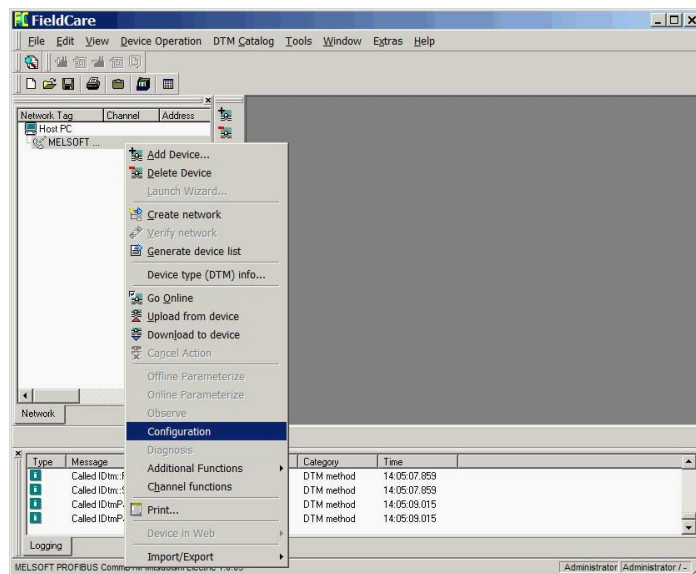 FieldCare
File Edit View Device Operation DTM Catalog Tools Window Extras Help
Network Tag Channel Address
Host PC
MELSOFT ...
Add Device...
Delete Device
Launch Wizard...
Create network
Verify network
Generate device list
Device type (DTM) info...
Go Online
Upload from device
Download to device
Cancel Action
Offline Parameterize
Online Parameterize
Observe
Configuration
Diagnosis
Additional Functions
Channel functions
Print...
Device in Web
Import/Export
Network
Type Message Category Time
Called IDtm:: DTM method 14:05:07.859
Called IDtm:: DTM method 14:05:07.859
Called IDtmP DTM method 14:05:09.015
Called IDtmP DTM method 14:05:09.015
Logging
MELSOFT PROFIBUS Administrator Administrator / -